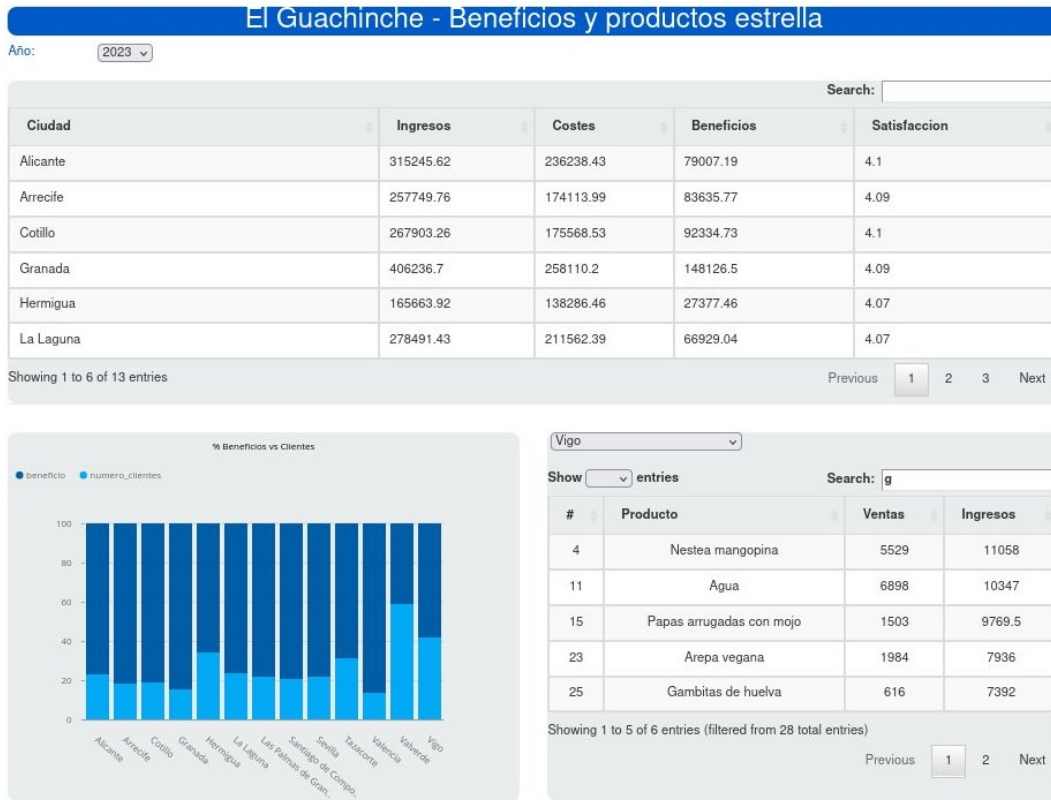 El Guachinche - Beneficios y productos estrella
Año: 2023
Search:
Ciudad Ingresos Costes Beneficios Satisfaccion
Alicante 315245.62 236238.43 79007.19 4.1
Arrecife 257749.76 174113.99 83635.77 4.09
Cotillo 267903.26 175568.53 92334.73 4.1
Granada 406236.7 258110.2 148126.5 4.09
Hermigua 165663.92 138286.46 27377.46 4.07
La Laguna 278491.43 211562.39 66929.04 4.07
Showing 1 to 6 of 13 entries Previous 1 2 3 Next
% Beneficios vs Clientes
beneficio numero_clientes
100
80
60
40
20
0
Alicante Arrecife Cotillo Granada Hermigua La Laguna Las Palmas de Gran... Santiago de Compo... Sevilla Tazacorte Valencia Valverde Vigo
Vigo
Show entries Search: g
# Producto Ventas Ingresos
4 Nestea mangopina 5529 11058
11 Agua 6898 10347
15 Papas arrugadas con mojo 1503 9769.5
23 Arepa vegana 1984 7936
25 Gambitas de huelva 616 7392
Showing 1 to 5 of 6 entries (filtered from 28 total entries)
Previous 1 2 Next